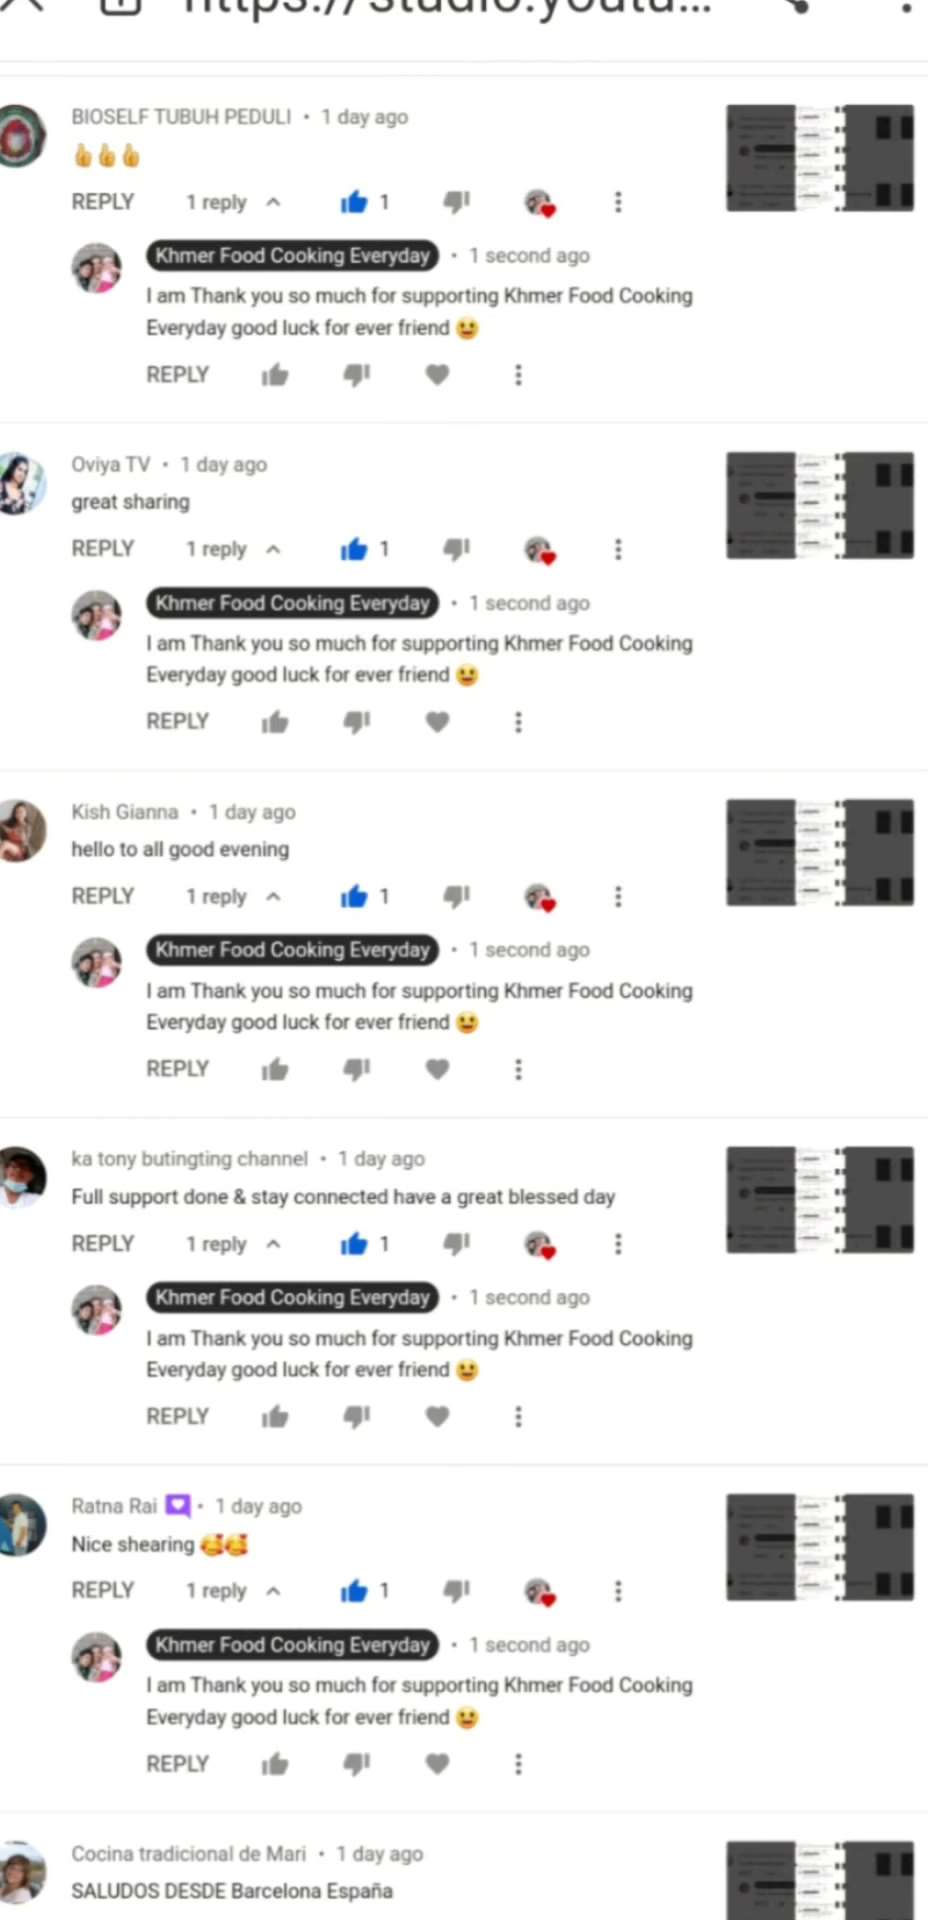 https://studio.youtu...
BIOSELF TUBUH PEDULI • 1 day ago
👍👍👍
REPLY 1 reply 1
Khmer Food Cooking Everyday • 1 second ago
I am Thank you so much for supporting Khmer Food Cooking
Everyday good luck for ever friend 😀
REPLY
Oviya TV • 1 day ago
great sharing
REPLY 1 reply 1
Khmer Food Cooking Everyday • 1 second ago
I am Thank you so much for supporting Khmer Food Cooking
Everyday good luck for ever friend 😀
REPLY
Kish Gianna • 1 day ago
hello to all good evening
REPLY 1 reply 1
Khmer Food Cooking Everyday • 1 second ago
I am Thank you so much for supporting Khmer Food Cooking
Everyday good luck for ever friend 😀
REPLY
ka tony butingting channel • 1 day ago
Full support done & stay connected have a great blessed day
REPLY 1 reply 1
Khmer Food Cooking Everyday • 1 second ago
I am Thank you so much for supporting Khmer Food Cooking
Everyday good luck for ever friend 😀
REPLY
Ratna Rai • 1 day ago
Nice shearing 🥰🥰
REPLY 1 reply 1
Khmer Food Cooking Everyday • 1 second ago
I am Thank you so much for supporting Khmer Food Cooking
Everyday good luck for ever friend 😀
REPLY
Cocina tradicional de Mari • 1 day ago
SALUDOS DESDE Barcelona España